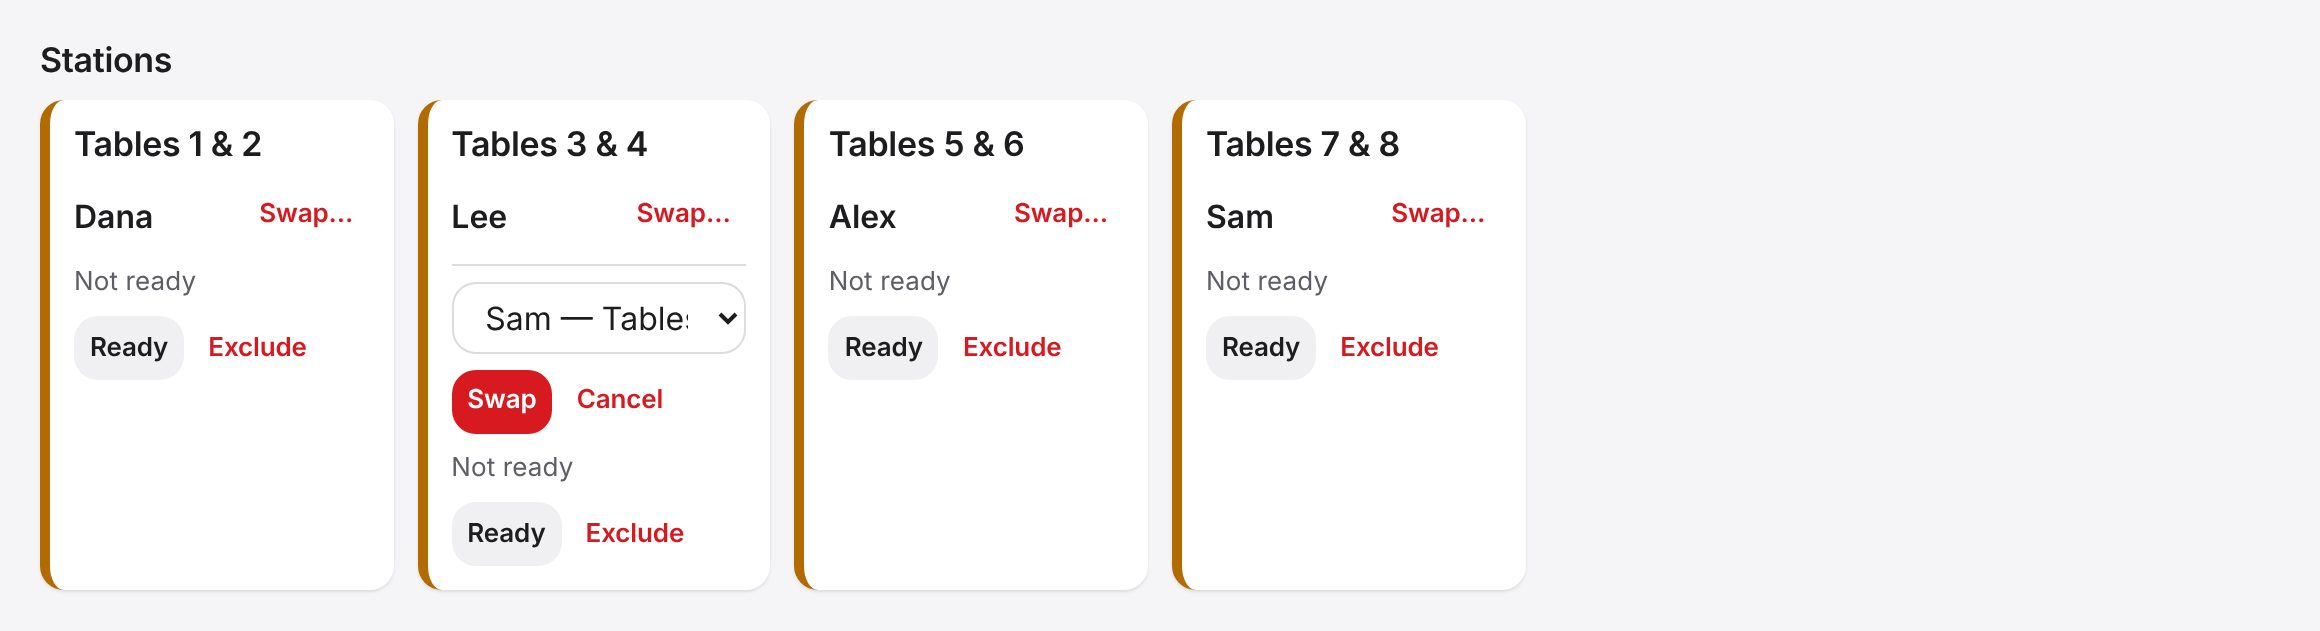 Stations
Tables 1 & 2
Dana Swap...
Not ready
Ready Exclude
Tables 3 & 4
Lee Swap...
Sam — Tables
Swap Cancel
Not ready
Ready Exclude
Tables 5 & 6
Alex Swap...
Not ready
Ready Exclude
Tables 7 & 8
Sam Swap...
Not ready
Ready Exclude